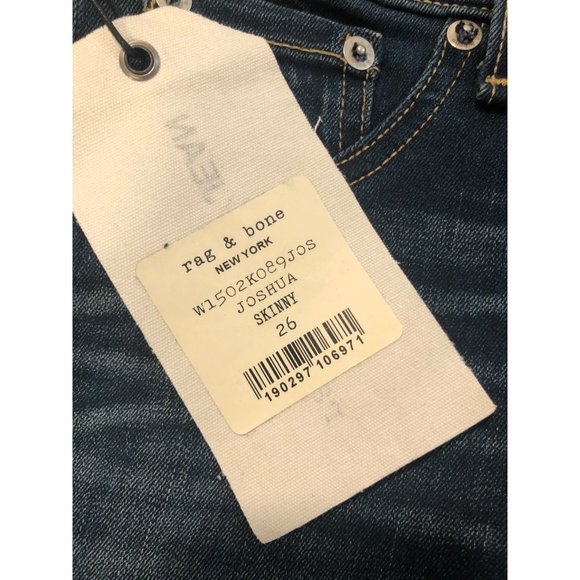 rag & bone
NEW YORK
W1502K089JOS
JOSHUA
SKINNY
26
190297 106971